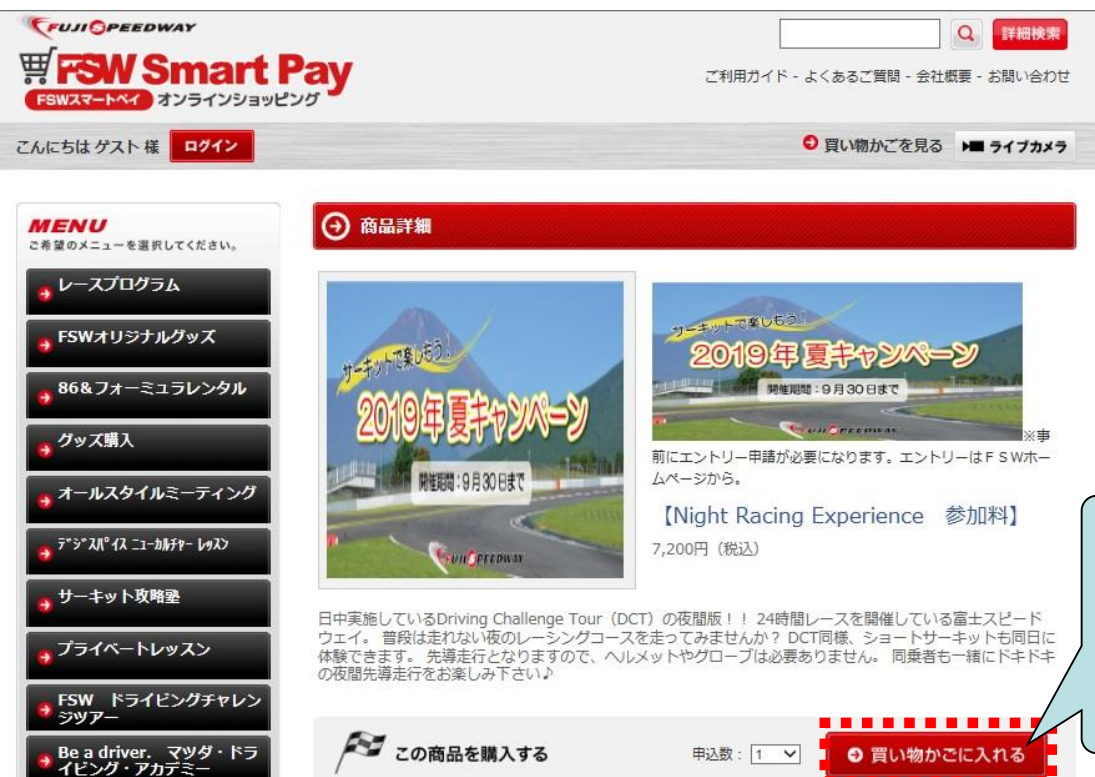 FUJI SPEEDWAY
FSW Smart Pay
FSWスマートペイ オンラインショッピング
詳細検索
ご利用ガイド - よくあるご質問 - 会社概要 - お問い合わせ
こんにちは ゲスト 様 ログイン
買い物かごを見る ライブカメラ
MENU
ご希望のメニューを選択してください。
レースプログラム
FSWオリジナルグッズ
86&フォーミュラレンタル
グッズ購入
オールスタイルミーティング
ﾃﾞｼﾞｽﾊﾟｲｽ ﾆｭｰｶﾙﾁｬｰ ﾚｯｽﾝ
サーキット攻略塾
プライベートレッスン
FSW ドライビングチャレン
ジツアー
Be a driver. マツダ・ドラ
イビング・アカデミー
商品詳細
サーキットで楽しもう!
2019年 夏キャンペーン
開催期間:9月30日まで
FUJI SPEEDWAY
サーキットで楽しもう!
2019年 夏キャンペーン
開催期間:9月30日まで
FUJI SPEEDWAY
※事
前にエントリー申請が必要になります。エントリーはＦＳＷホー
ムページから。
【Night Racing Experience 参加料】
7,200円（税込）
日中実施しているDriving Challenge Tour（DCT）の夜間版！！ 24時間レースを開催している富士スピード
ウェイ。 普段は走れない夜のレーシングコースを走ってみませんか？ DCT同様、ショートサーキットも同日に
体験できます。 先導走行となりますので、ヘルメットやグローブは必要ありません。 同乗者も一緒にドキドキ
の夜間先導走行をお楽しみ下さい♪
この商品を購入する
申込数： 1
買い物かごに入れる